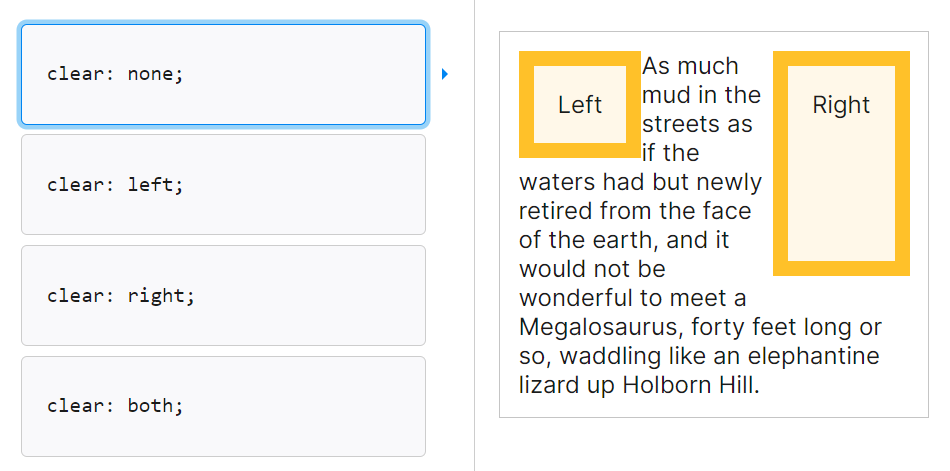 clear: none;
clear: left;
clear: right;
clear: both;
Left
Right
As much
mud in the
streets as
if the
waters had but newly
retired from the face
of the earth, and it
would not be
wonderful to meet a
Megalosaurus, forty feet long or
so, waddling like an elephantine
lizard up Holborn Hill.